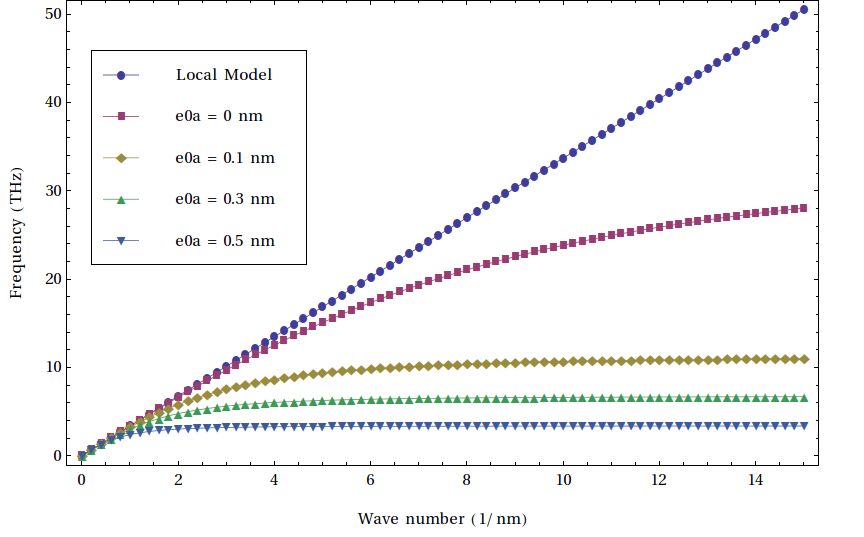 50
40
30
20
10
0
Frequency (THz)
Local Model
e0a = 0 nm
e0a = 0.1 nm
e0a = 0.3 nm
e0a = 0.5 nm
0 2 4 6 8 10 12 14
Wave number (1/nm)